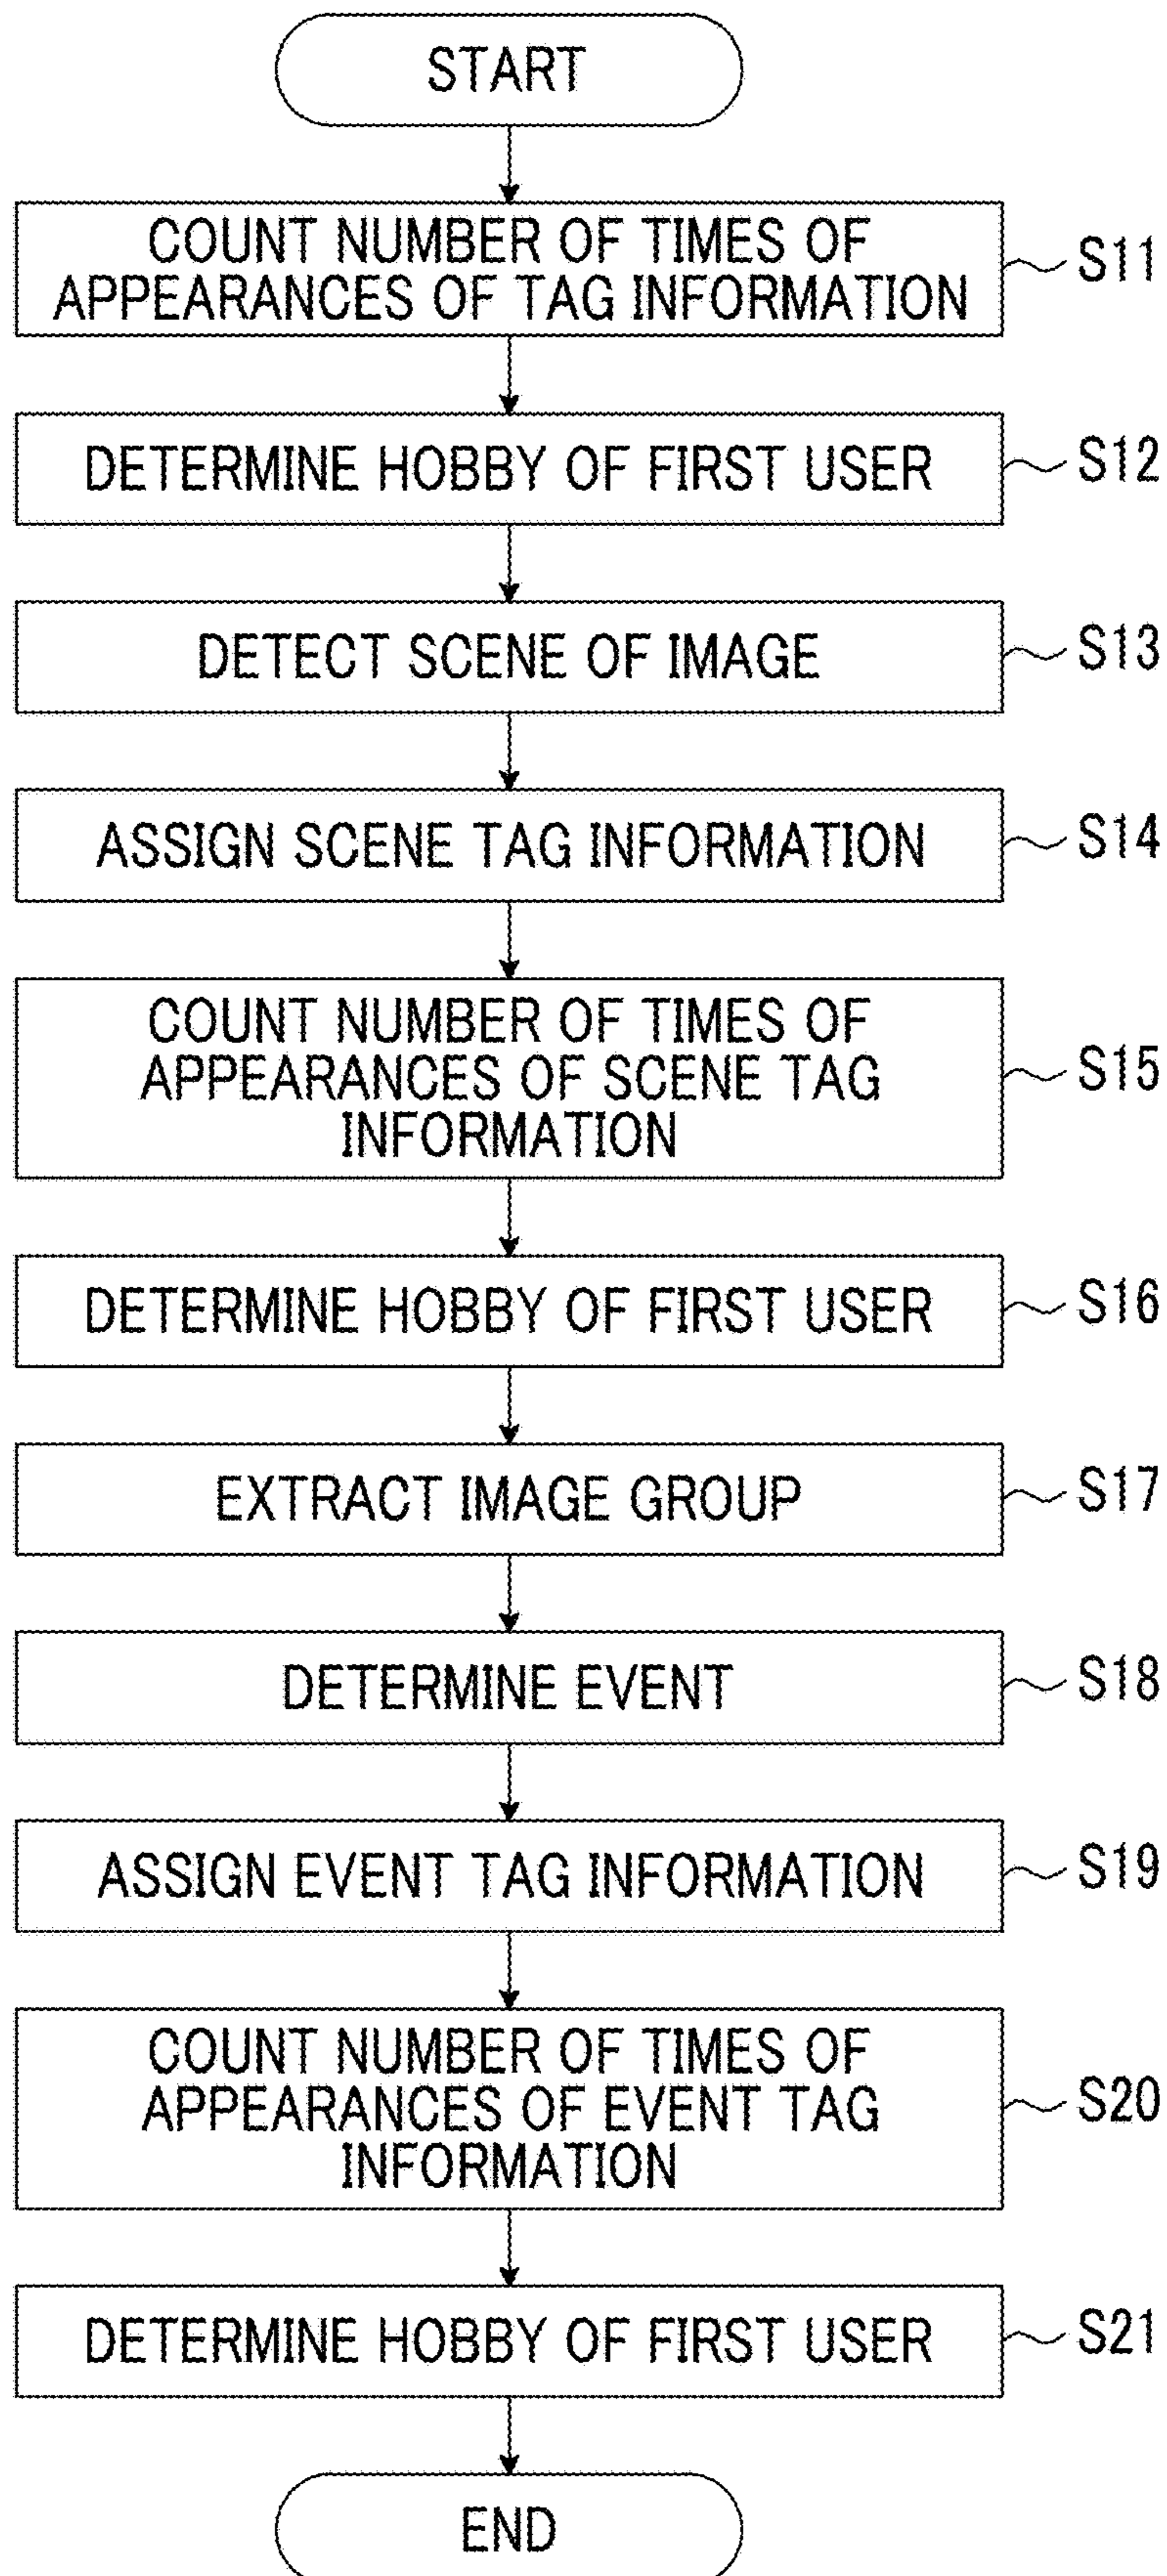 START
COUNT NUMBER OF TIMES OF
APPEARANCES OF TAG INFORMATION
S11
DETERMINE HOBBY OF FIRST USER
S12
DETECT SCENE OF IMAGE
S13
ASSIGN SCENE TAG INFORMATION
S14
COUNT NUMBER OF TIMES OF
APPEARANCES OF SCENE TAG
INFORMATION
S15
DETERMINE HOBBY OF FIRST USER
S16
EXTRACT IMAGE GROUP
S17
DETERMINE EVENT
S18
ASSIGN EVENT TAG INFORMATION
S19
COUNT NUMBER OF TIMES OF
APPEARANCES OF EVENT TAG
INFORMATION
S20
DETERMINE HOBBY OF FIRST USER
S21
END